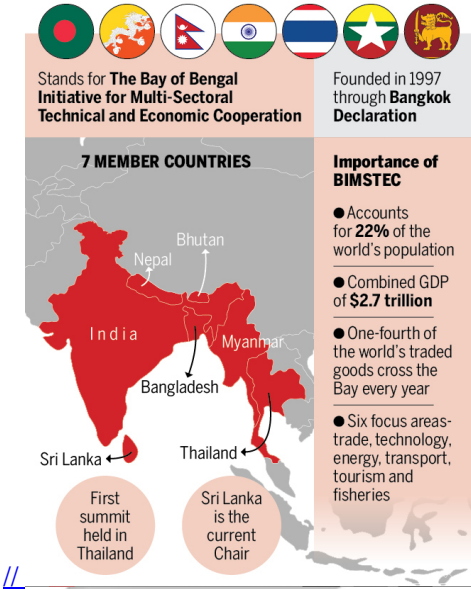 Stands for The Bay of Bengal
Initiative for Multi-Sectoral
Technical and Economic Cooperation
Founded in 1997
through Bangkok
Declaration
7 MEMBER COUNTRIES
Bhutan
Nepal
India
Myanmar
Bangladesh
Sri Lanka
Thailand
First
summit
held in
Thailand
Sri Lanka
is the
current
Chair
Importance of
BIMSTEC
● Accounts
for 22% of the
world's population
● Combined GDP
of $2.7 trillion
● One-fourth of
the world's traded
goods cross the
Bay every year
● Six focus areas-
trade, technology,
energy, transport,
tourism and
fisheries
//